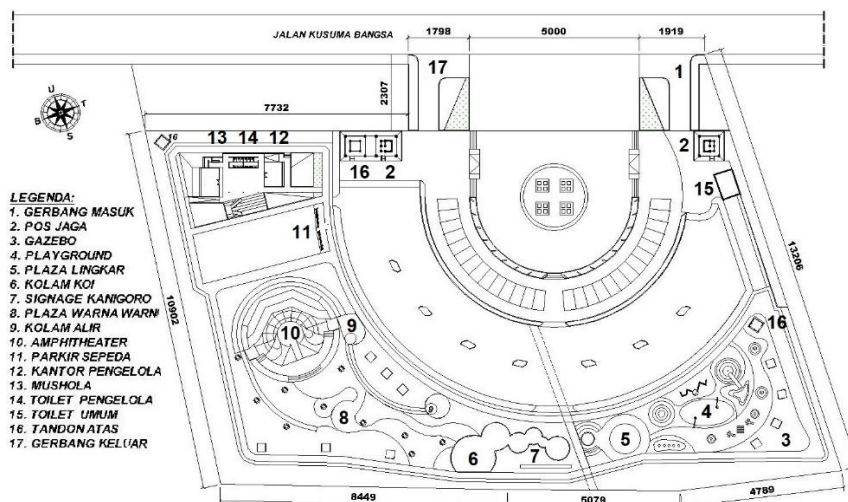 JALAN KUSUMA BANGSA
1798
5000
1919
17
1
2307
7732
U
T
B
S
16
13
14
12
2
16
2
15
LEGENDA:
1. GERBANG MASUK
2. POS JAGA
3. GAZEBO
4. PLAYGROUND
5. PLAZA LINGKAR
6. KOLAM KOI
7. SIGNAGE KANIGORO
8. PLAZA WARNA WARNI
9. KOLAM ALIR
10. AMPHITHEATER
11. PARKIR SEPEDA
12. KANTOR PENGELOLA
13. MUSHOLA
14. TOILET PENGELOLA
15. TOILET UMUM
16. TANDON ATAS
17. GERBANG KELUAR
11
13206
10902
10
9
16
9
8
4
6
7
5
3
8449
5079
4789